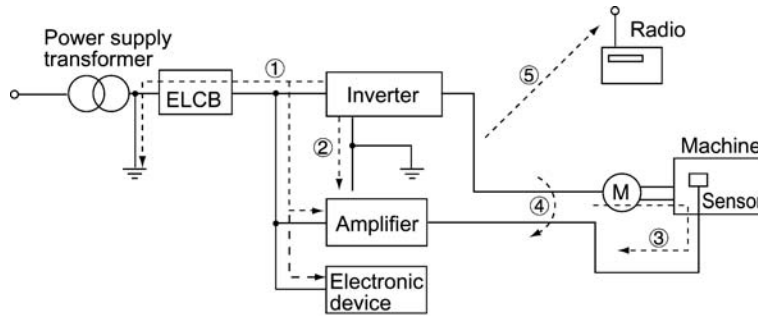 Power supply
transformer
ELCB
①
Inverter
②
Amplifier
Electronic
device
⑤
Radio
Machine
M
Sensor
④
③